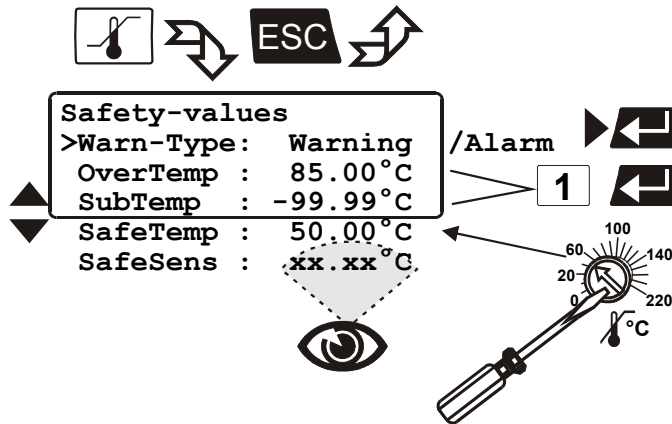 ESC
Safety-values
>Warn-Type: Warning /Alarm
OverTemp : 85.00°C
SubTemp : -99.99°C
1
SafeTemp : 50.00°C
SafeSens : xx.xx°C
100
60
140
20
0
220
°C